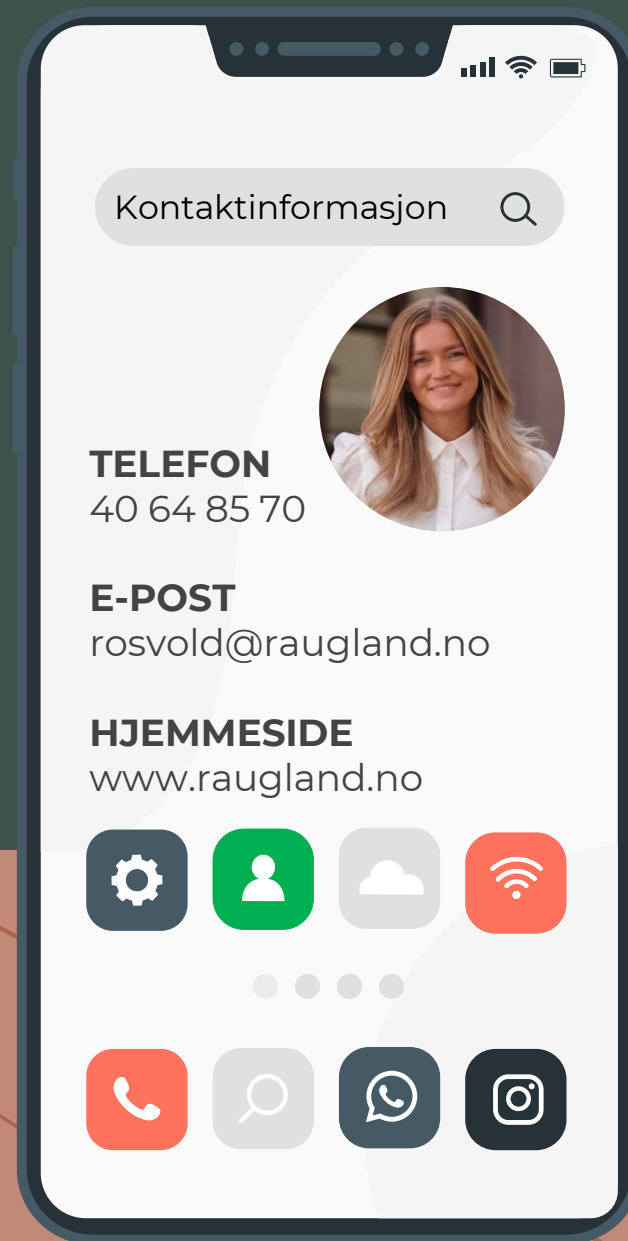 Kontaktinformasjon
TELEFON
40 64 85 70
E-POST
rosvold@raugland.no
HJEMMESIDE
www.raugland.no